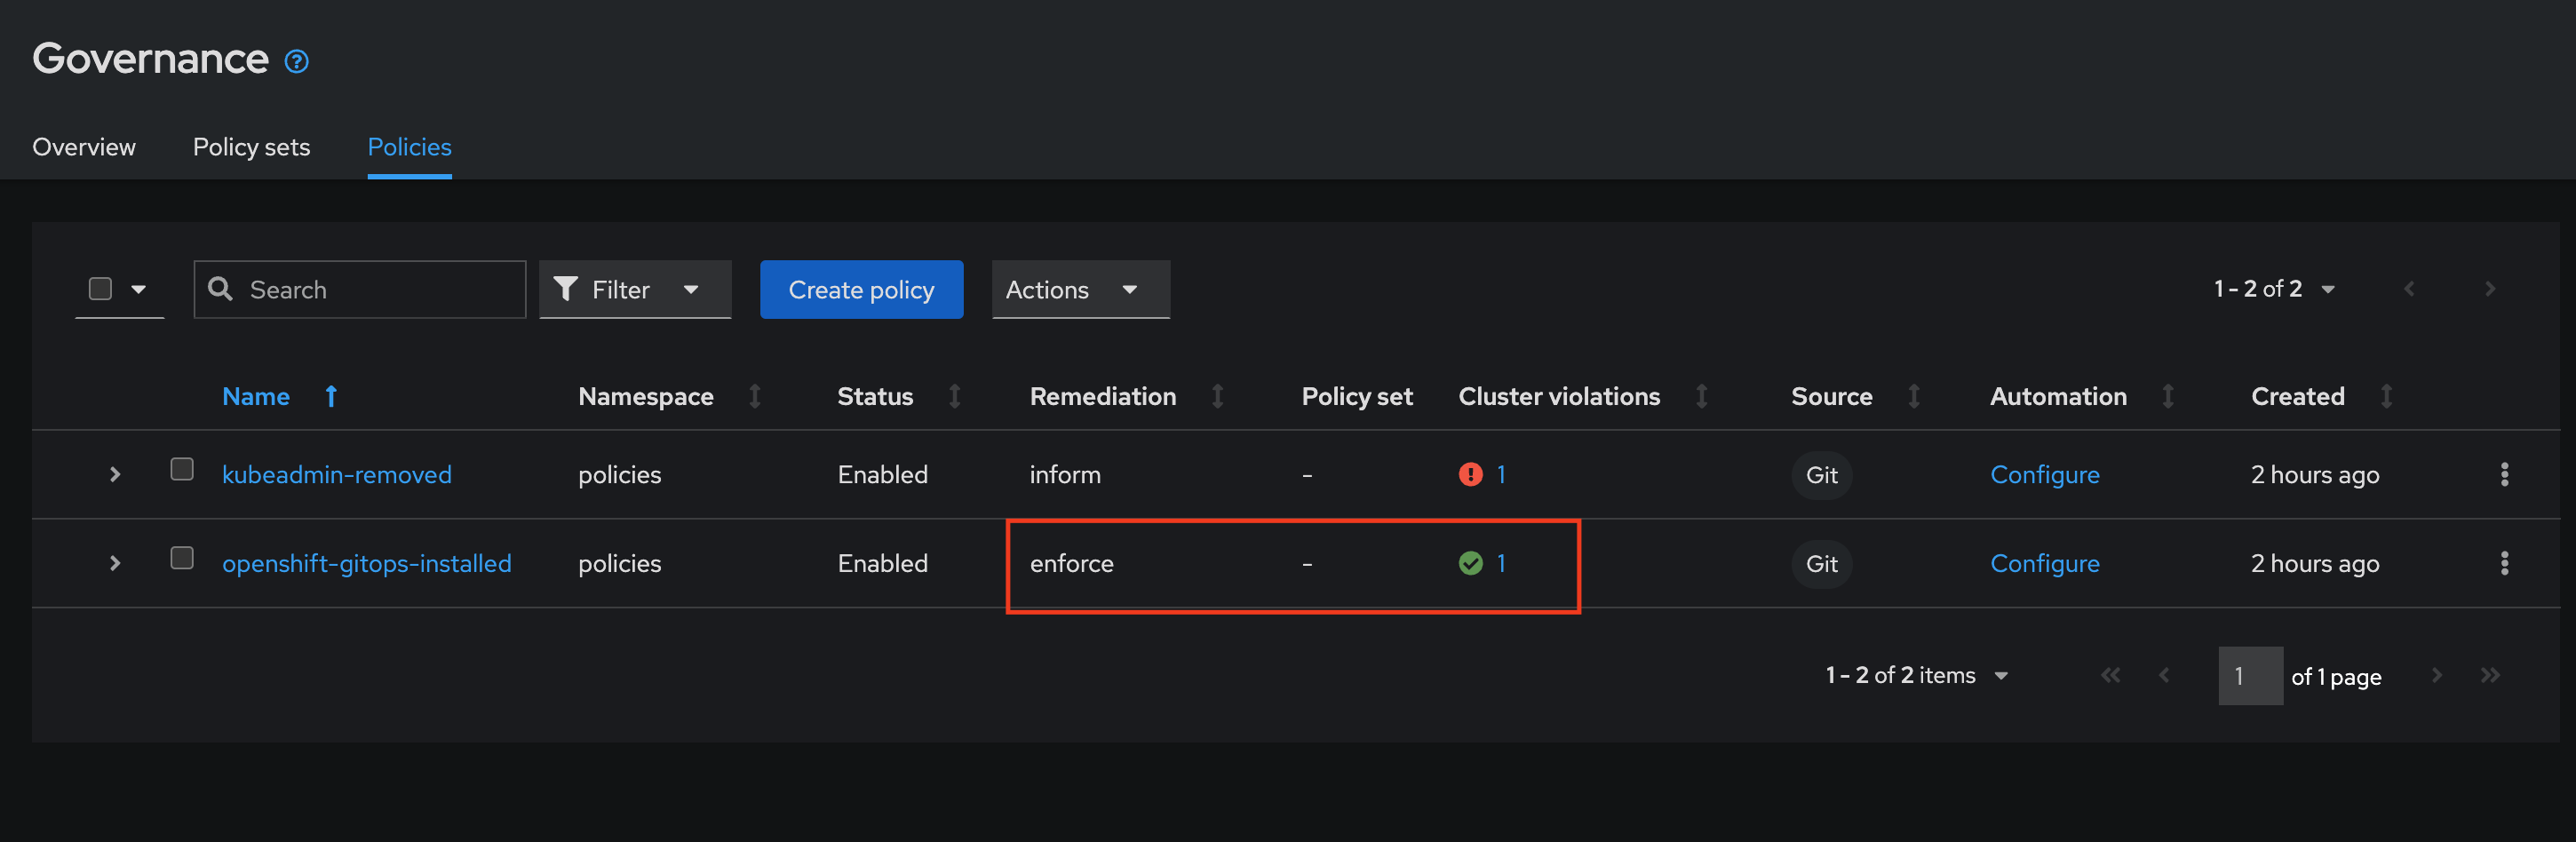 Governance
Overview Policy sets Policies
Search Filter Create policy Actions 1 - 2 of 2
Name Namespace Status Remediation Policy set Cluster violations Source Automation Created
kubeadmin-removed policies Enabled inform - 1 Git Configure 2 hours ago
openshift-gitops-installed policies Enabled enforce - 1 Git Configure 2 hours ago
1 - 2 of 2 items 1 of 1 page